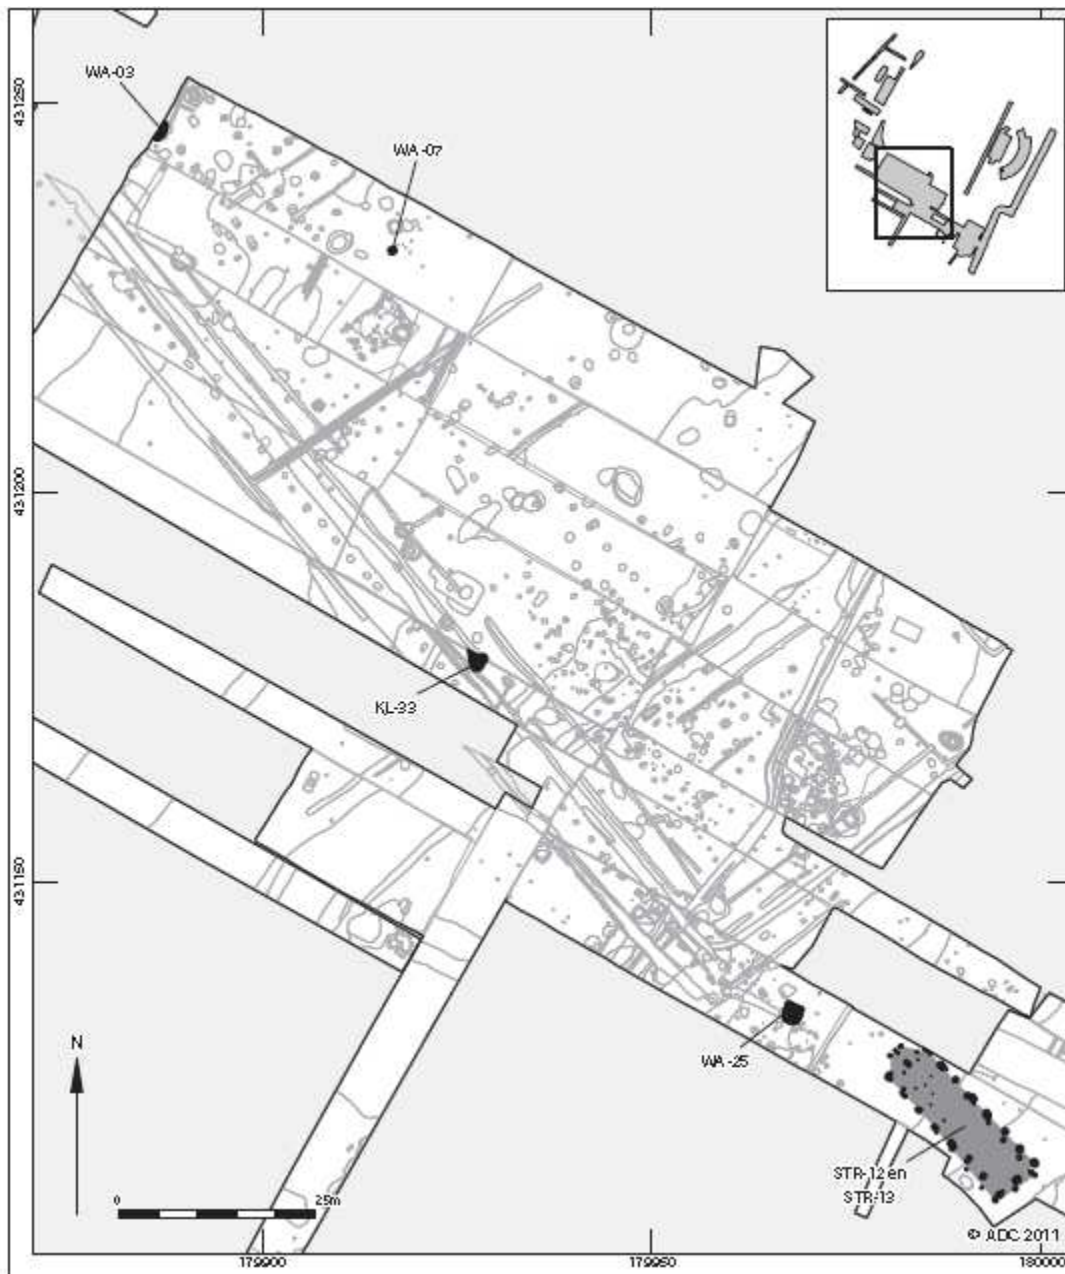 WA-03
WA-07
KL-33
WA-25
STR-12 en
STR-13
N
0
25m
© ADC 2011
431250
431200
431150
179900
179950
180000